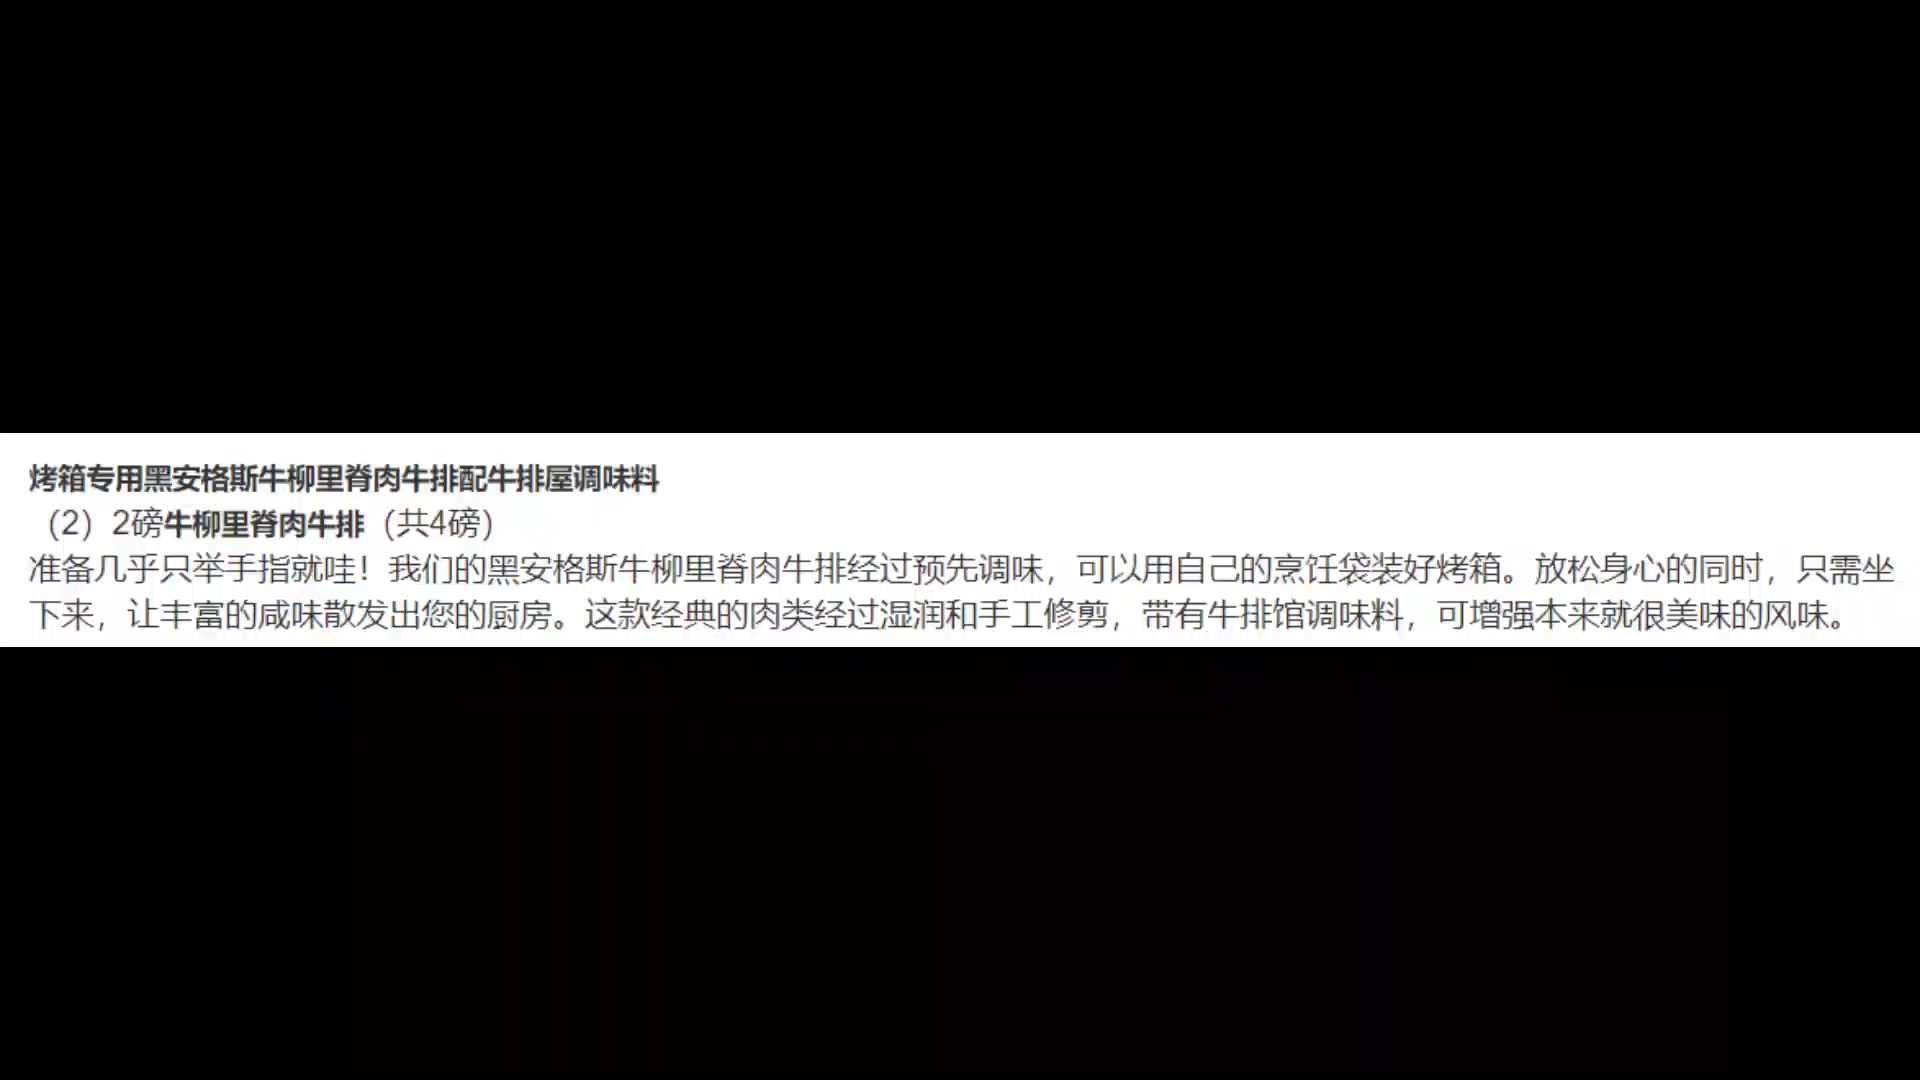 烤箱专用黑安格斯牛柳里脊肉牛排配牛排屋调味料
（2）2磅牛柳里脊肉牛排（共4磅）
准备几乎只举手指就哇！我们的黑安格斯牛柳里脊肉牛排经过预先调味，可以用自己的烹饪袋装好烤箱。放松身心的同时，只需坐
下来，让丰富的咸味散发出您的厨房。这款经典的肉类经过湿润和手工修剪，带有牛排馆调味料，可增强本来就很美味的风味。